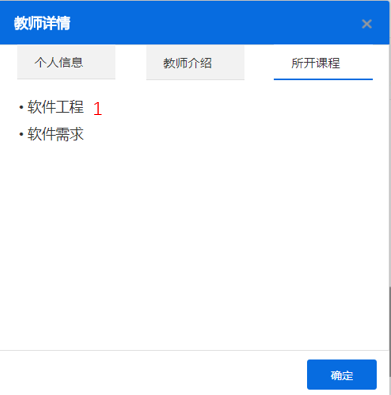 教师详情 ×
个人信息 教师介绍 所开课程
• 软件工程 1
• 软件需求
确定